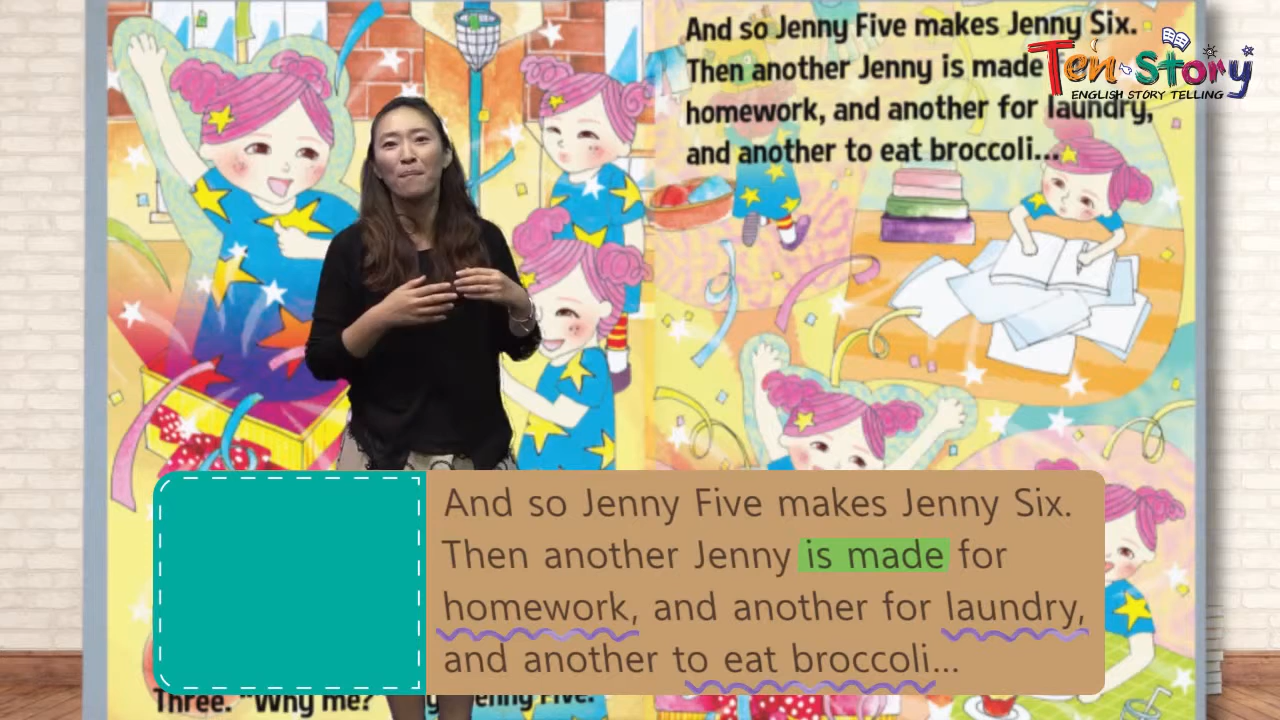 And so Jenny Five makes Jenny Six.
Then another Jenny is made
homework, and another for laundry,
and another to eat broccoli...
Ten Story
ENGLISH STORY TELLING
And so Jenny Five makes Jenny Six.
Then another Jenny is made for
homework, and another for laundry,
and another to eat broccoli...
Three. "Why me? enny Five.